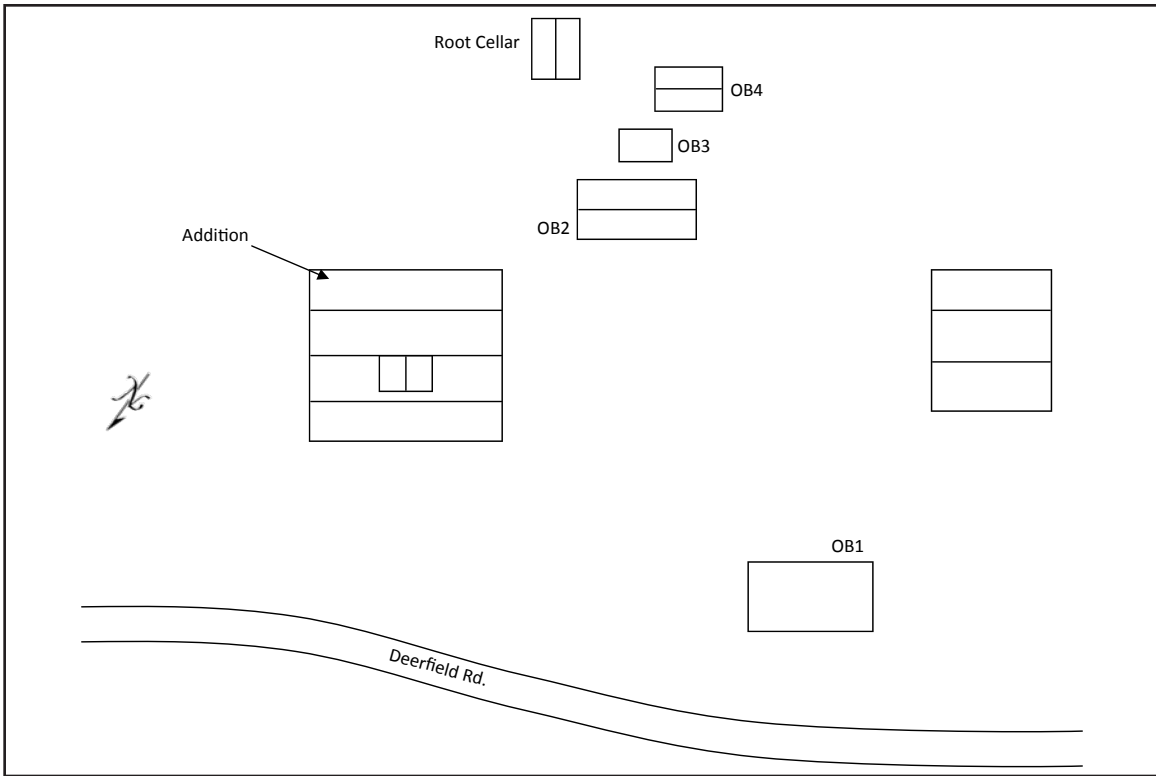 Root Cellar
OB4
OB3
OB2
Addition
OB1
Deerfield Rd.